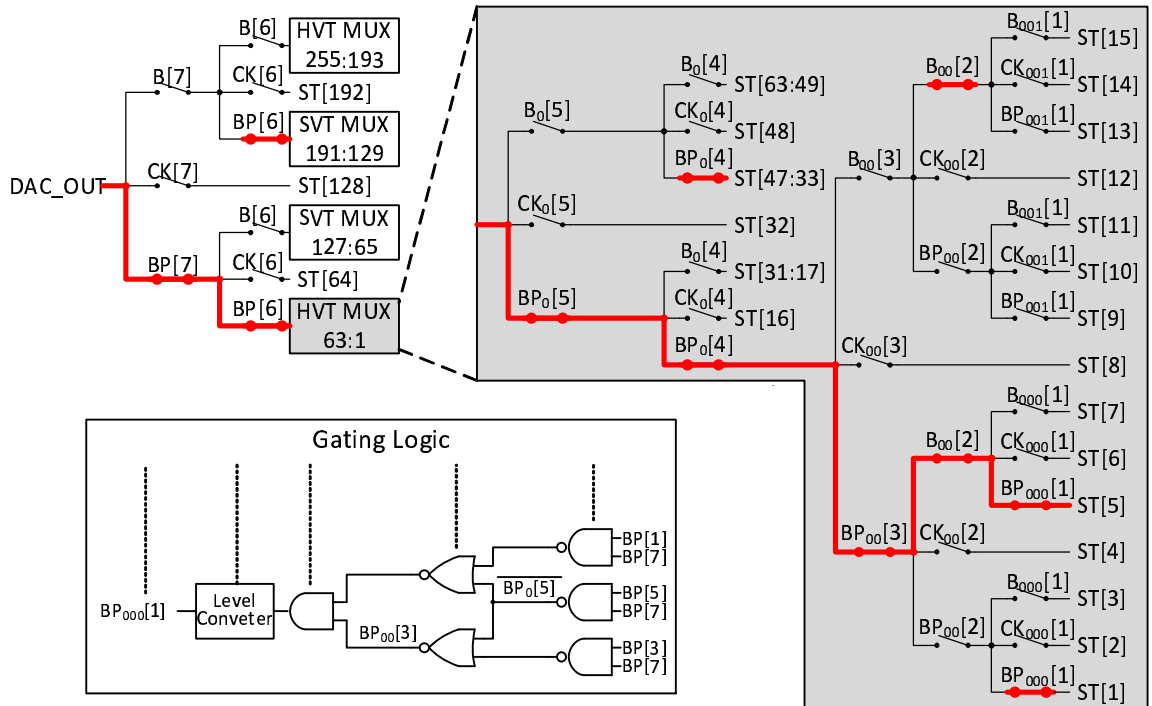 DAC_OUT
B[7]
CK[7]
BP[7]
B[6]
CK[6]
BP[6]
HVT MUX
255:193
ST[192]
SVT MUX
191:129
ST[128]
B[6]
CK[6]
BP[6]
SVT MUX
127:65
ST[64]
HVT MUX
63:1
B₀[5]
CK₀[5]
BP₀[5]
B₀[4]
CK₀[4]
BP₀[4]
ST[63:49]
ST[48]
ST[47:33]
ST[32]
B₀[4]
CK₀[4]
BP₀[4]
ST[31:17]
ST[16]
B₀₀[3]
CK₀₀[3]
BP₀₀[3]
B₀₀[2]
CK₀₀[2]
BP₀₀[2]
B₀₀₁[1]
ST[15]
CK₀₀₁[1]
ST[14]
BP₀₀₁[1]
ST[13]
ST[12]
B₀₀₁[1]
ST[11]
CK₀₀₁[1]
ST[10]
BP₀₀₁[1]
ST[9]
ST[8]
B₀₀[2]
CK₀₀[2]
BP₀₀[2]
B₀₀₀[1]
ST[7]
CK₀₀₀[1]
ST[6]
BP₀₀₀[1]
ST[5]
ST[4]
B₀₀₀[1]
ST[3]
CK₀₀₀[1]
ST[2]
BP₀₀₀[1]
ST[1]
Gating Logic
BP[1]
BP[7]
BP₀[5]
BP[5]
BP[7]
BP[3]
BP[7]
BP₀₀[3]
Level
Conveter
BP₀₀₀[1]